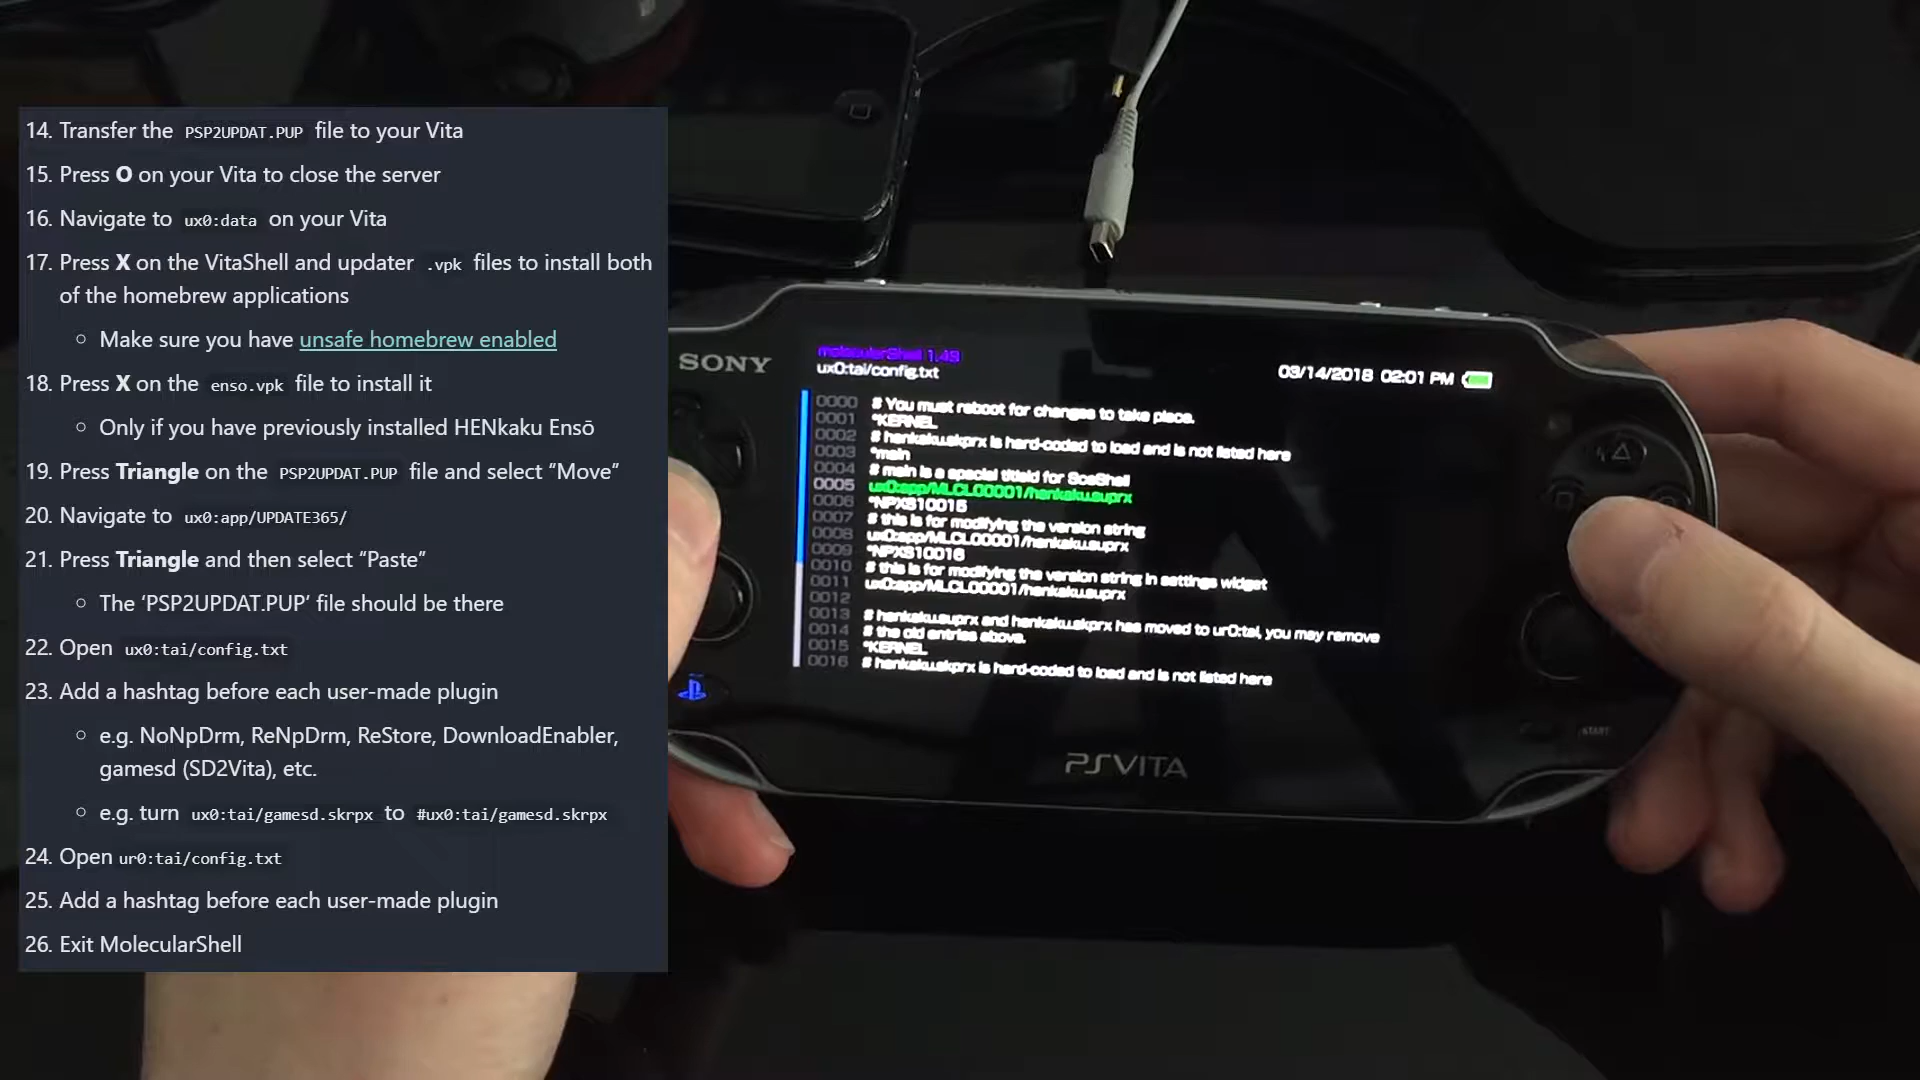 14. Transfer the PSP2UPDAT.PUP file to your Vita
15. Press O on your Vita to close the server
16. Navigate to ux0:data on your Vita
17. Press X on the VitaShell and updater .vpk files to install both
of the homebrew applications
Make sure you have unsafe homebrew enabled
18. Press X on the enso.vpk file to install it
Only if you have previously installed HENkaku Ensō
19. Press Triangle on the PSP2UPDAT.PUP file and select “Move”
20. Navigate to ux0:app/UPDATE365/
21. Press Triangle and then select “Paste”
The ‘PSP2UPDAT.PUP’ file should be there
22. Open ux0:tai/config.txt
23. Add a hashtag before each user-made plugin
e.g. NoNpDrm, ReNpDrm, ReStore, DownloadEnabler,
gamesd (SD2Vita), etc.
e.g. turn ux0:tai/gamesd.skrpx to #ux0:tai/gamesd.skrpx
24. Open ur0:tai/config.txt
25. Add a hashtag before each user-made plugin
26. Exit MolecularShell
SONY
molecularShell 1.49
ux0:tai/config.txt
03/14/2018 02:01 PM
0000 # You must reboot for changes to take place.
0001 *KERNEL
0002 # henkaku.skprx is hard-coded to load and is not listed here
0003 *main
0004 # main is a special titleid for SceShell
0005 ux0:app/MLCL00001/henkaku.suprx
0006 *NPXS10015
0007 # this is for modifying the version string
0008 ux0:app/MLCL00001/henkaku.suprx
0009 *NPXS10016
0010 # this is for modifying the version string in settings widget
0011 ux0:app/MLCL00001/henkaku.suprx
0012
0013 # henkaku.suprx and henkaku.skprx has moved to ur0:tai, you may remove
0014 # the old entries above.
0015 *KERNEL
0016 # henkaku.skprx is hard-coded to load and is not listed here
START
PSVITA